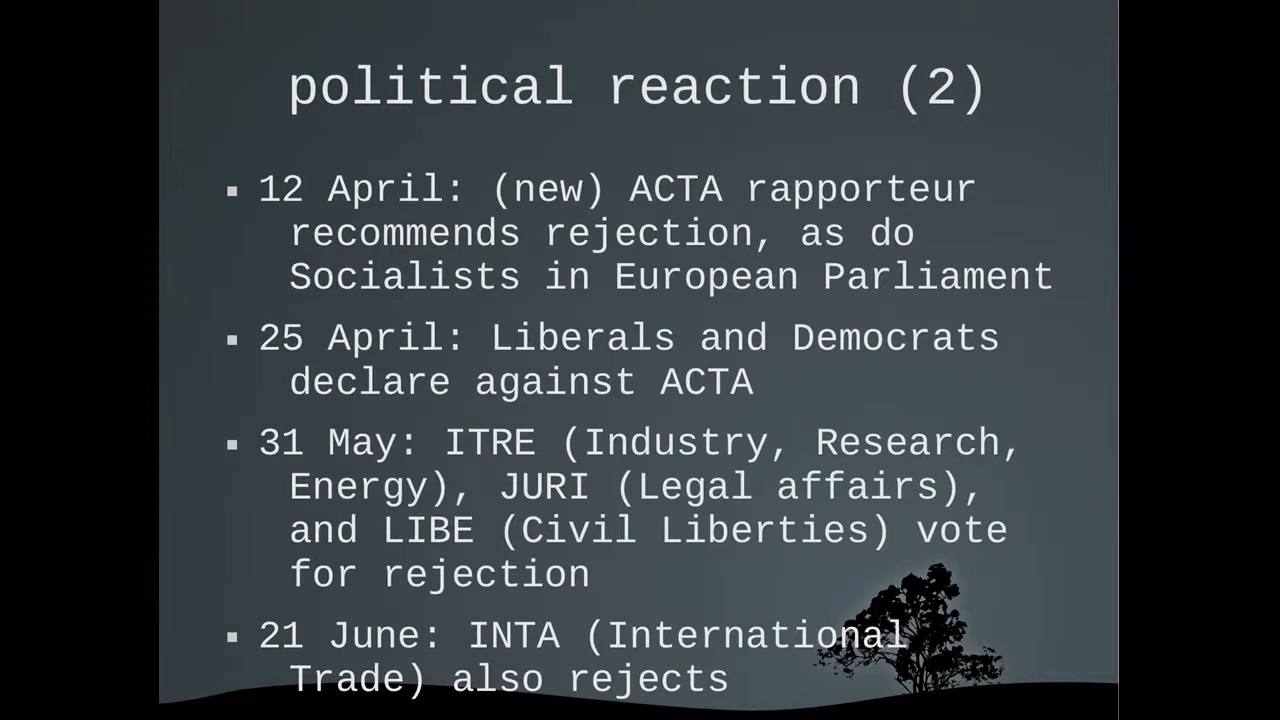 political reaction (2)
▪ 12 April: (new) ACTA rapporteur
recommends rejection, as do
Socialists in European Parliament
▪ 25 April: Liberals and Democrats
declare against ACTA
▪ 31 May: ITRE (Industry, Research,
Energy), JURI (Legal affairs),
and LIBE (Civil Liberties) vote
for rejection
▪ 21 June: INTA (International
Trade) also rejects